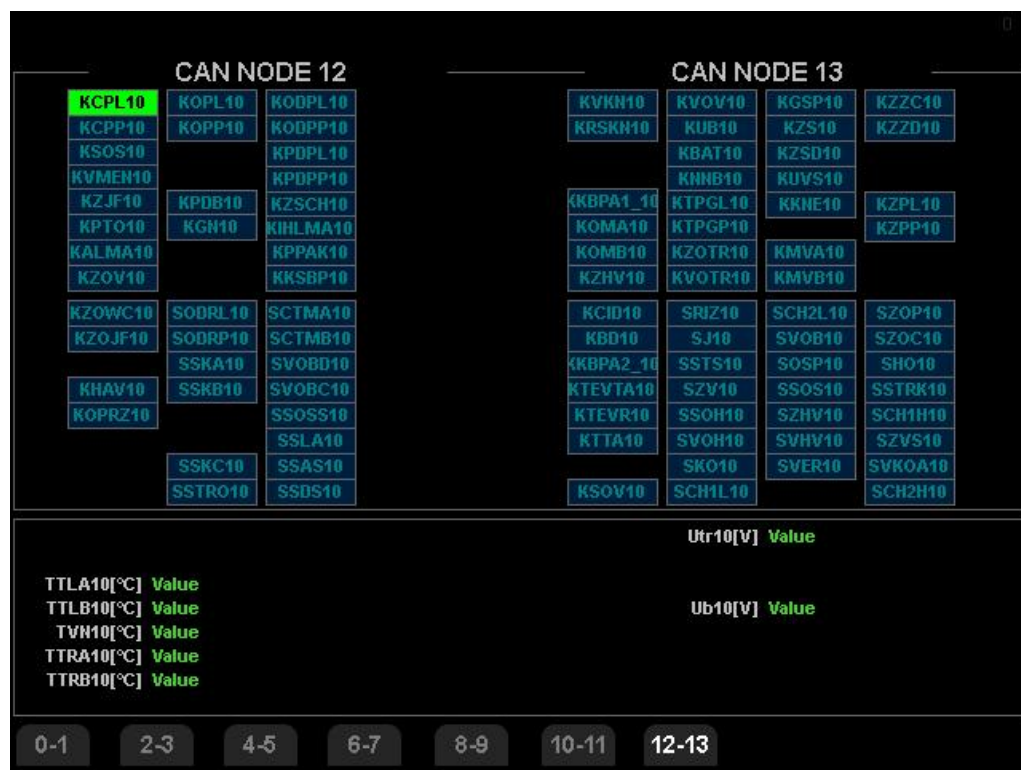 0
CAN NODE 12 CAN NODE 13
KCPL10 KOPL10 KODPL10 KVKN10 KVOV10 KGSP10 KZZC10
KCPP10 KOPP10 KODPP10 KRSKN10 KUB10 KZS10 KZZD10
KSOS10 KPDPL10 KBAT10 KZSD10
KVMEN10 KPDPP10 KNNB10 KUVS10
KZJF10 KPDB10 KZSCH10 KKBPA1_10 KTPGL10 KKNE10 KZPL10
KPTO10 KGN10 KIHLMA10 KOMA10 KTPGP10 KZPP10
KALMA10 KPPAK10 KOMB10 KZOTR10 KMVA10
KZOV10 KKSBP10 KZHV10 KVOTR10 KMVB10
KZOWC10 SODRL10 SCTMA10 KCID10 SRIZ10 SCH2L10 SZOP10
KZOJF10 SODRP10 SCTMB10 KBD10 SJ10 SVOB10 SZOC10
SSKA10 SVOBD10 KKBPA2_10 SSTS10 SOSP10 SHO10
KHAV10 SSKB10 SVOBC10 KTEVTA10 SZV10 SSOS10 SSTRK10
KOPRZ10 SSOSS10 KTEVR10 SSOH10 SZHV10 SCH1H10
SSLA10 KTTA10 SVOH10 SVHV10 SZVS10
SSKC10 SSAS10 SKO10 SVER10 SVKOA10
SSTRO10 SSDS10 KSOV10 SCH1L10 SCH2H10
Utr10[V] Value
TTLA10[°C] Value
TTLB10[°C] Value Ub10[V] Value
TVN10[°C] Value
TTRA10[°C] Value
TTRB10[°C] Value
0-1 2-3 4-5 6-7 8-9 10-11 12-13